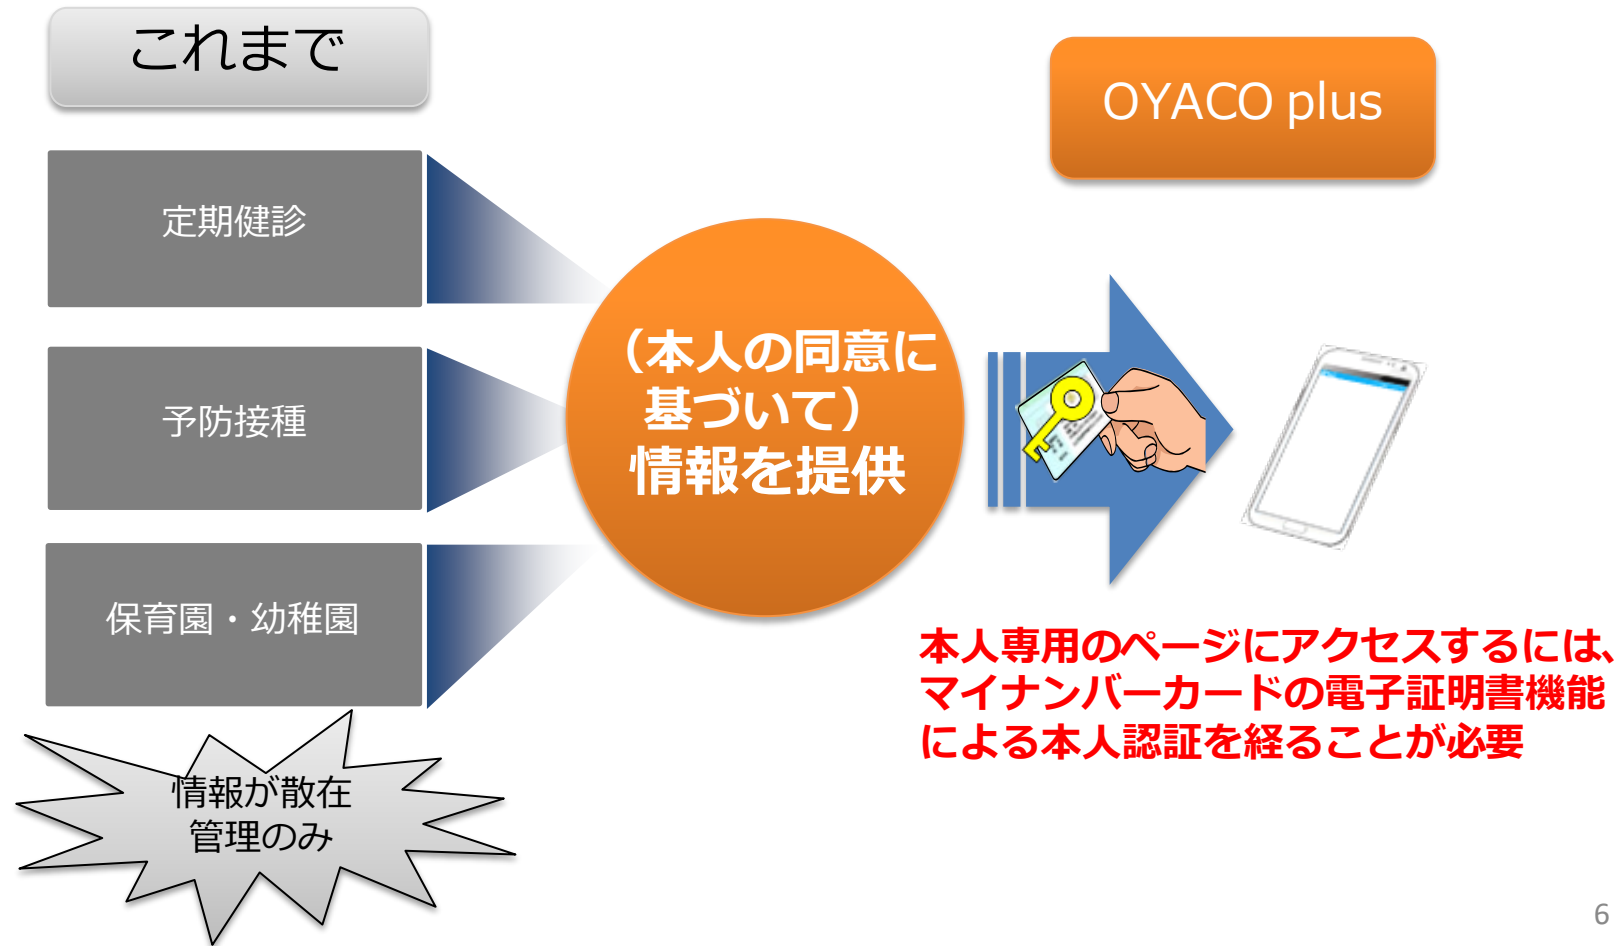 これまで
OYACO plus
定期健診
予防接種
保育園・幼稚園
（本人の同意に
基づいて）
情報を提供
本人専用のページにアクセスするには、
マイナンバーカードの電子証明書機能
による本人認証を経ることが必要
情報が散在
管理のみ
6